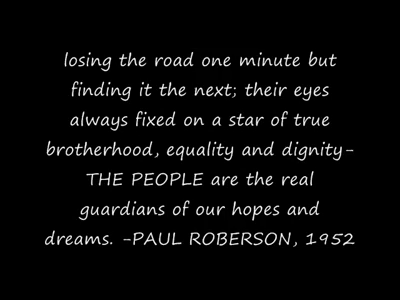 losing the road one minute but
finding it the next; their eyes
always fixed on a star of true
brotherhood, equality and dignity-
THE PEOPLE are the real
guardians of our hopes and
dreams. -PAUL ROBERSON, 1952